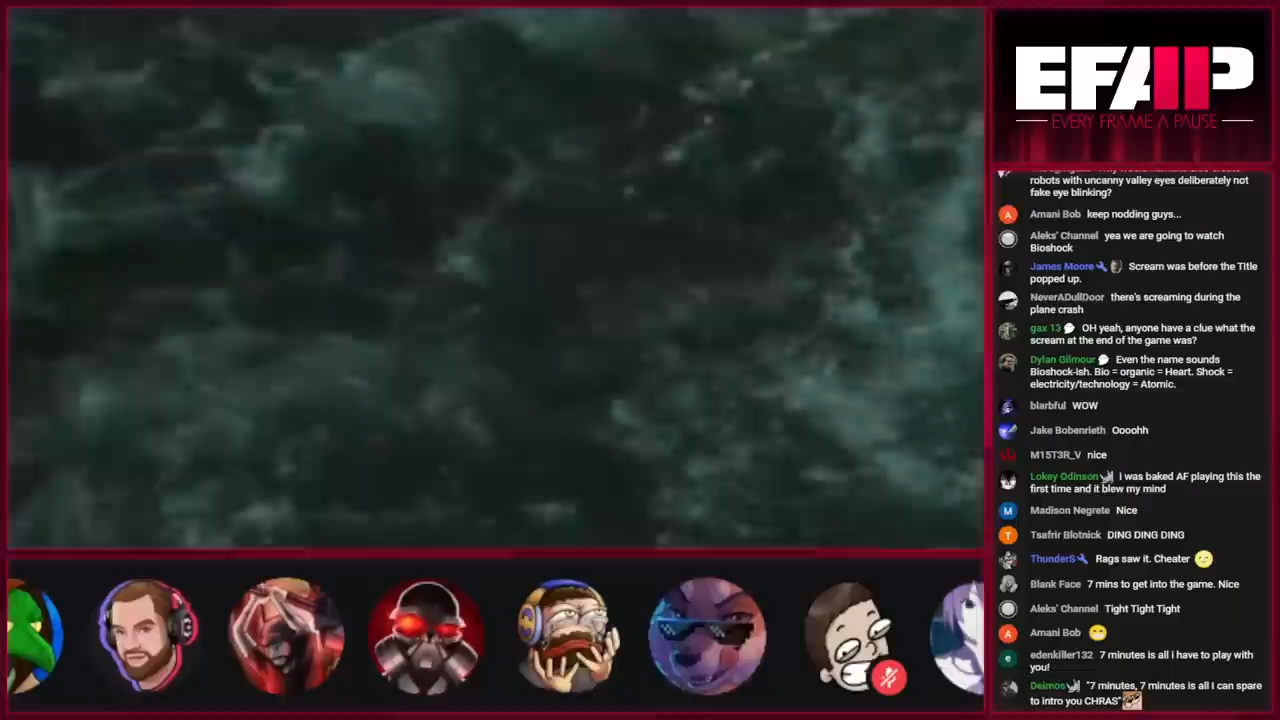 EFAP
EVERY FRAME A PAUSE
robots with uncanny valley eyes deliberately not
fake eye blinking?
A Amani Bob keep nodding guys...
Aleks' Channel yea we are going to watch
Bioshock
James Moore Scream was before the Title
popped up.
NeverADullDoor there's screaming during the
plane crash
gax 13 OH yeah, anyone have a clue what the
scream at the end of the game was?
Dylan Gilmour Even the name sounds
Bioshock-ish. Bio = organic = Heart. Shock =
electricity/technology = Atomic.
blarbful WOW
Jake Bobenrieth Oooohh
M15T3R_V nice
Lokey Odinson I was baked AF playing this the
first time and it blew my mind
M Madison Negrete Nice
T Tsafrir Blotnick DING DING DING
ThunderS Rags saw it. Cheater
Blank Face 7 mins to get into the game. Nice
Aleks' Channel Tight Tight Tight
A Amani Bob
e edenkiller132 7 minutes is all i have to play with
you!
Deimos "7 minutes, 7 minutes is all I can spare
to intro you CHRAS"